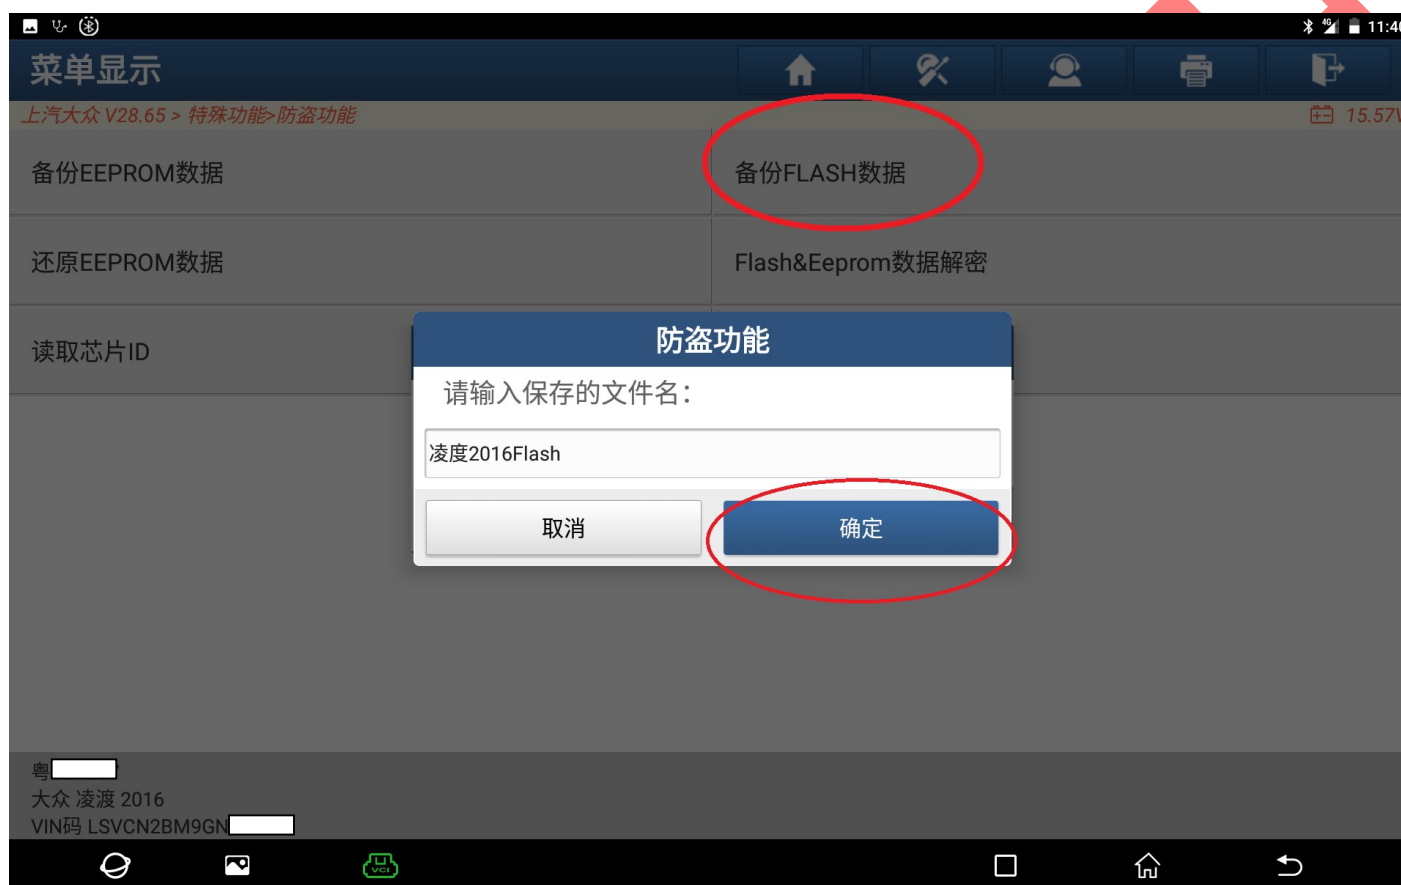 4G 11:40
菜单显示
上汽大众 V28.65 > 特殊功能>防盗功能
15.57V
备份EEPROM数据
备份FLASH数据
还原EEPROM数据
Flash&Eeprom数据解密
读取芯片ID
防盗功能
请输入保存的文件名：
凌度2016Flash
取消
确定
粤
大众 凌渡 2016
VIN码 LSVCN2BM9GN
VCI